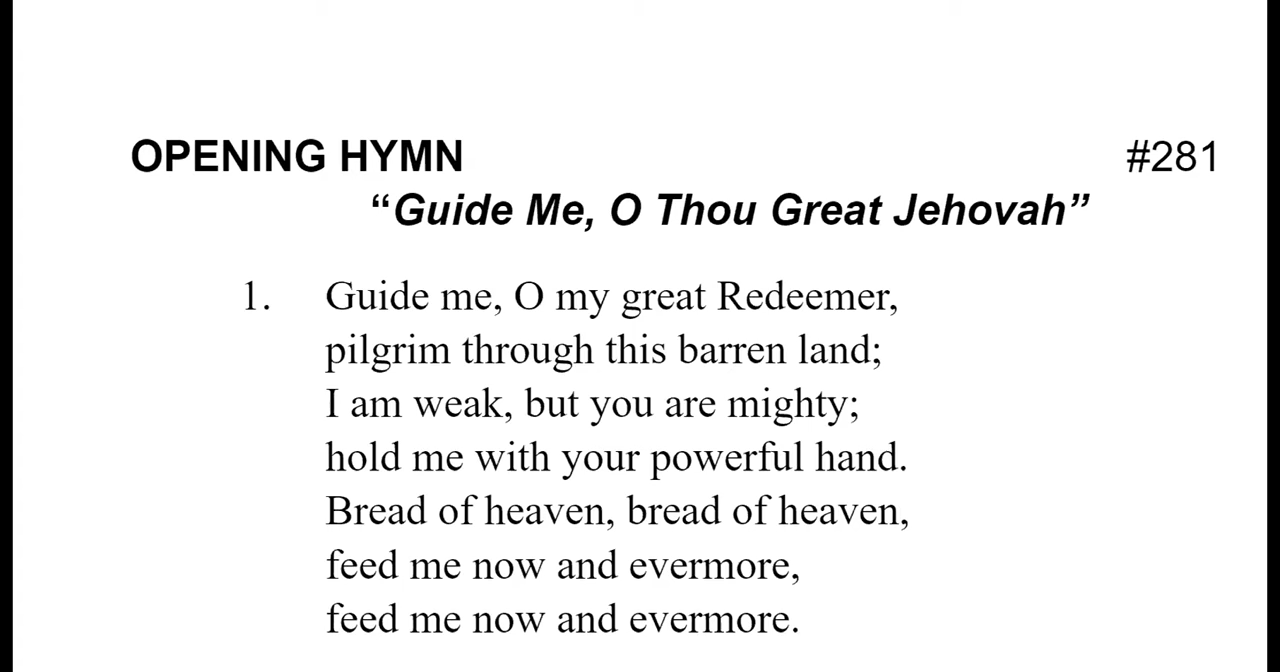 OPENING HYMN #281
“Guide Me, O Thou Great Jehovah”
1. Guide me, O my great Redeemer,
pilgrim through this barren land;
I am weak, but you are mighty;
hold me with your powerful hand.
Bread of heaven, bread of heaven,
feed me now and evermore,
feed me now and evermore.